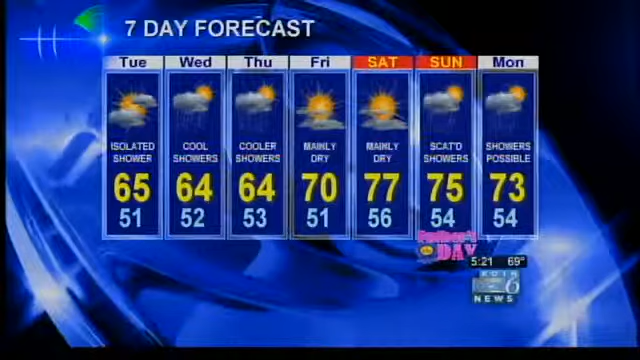 7 DAY FORECAST
Tue Wed Thu Fri SAT SUN Mon
ISOLATED SHOWER
COOL SHOWERS
COOLER SHOWERS
MAINLY DRY
MAINLY DRY
SCAT'D SHOWERS
SHOWERS POSSIBLE
65 64 64 70 77 75 73
51 52 53 51 56 54 54
DAY
5:21 69°
KOIN
6
NEWS